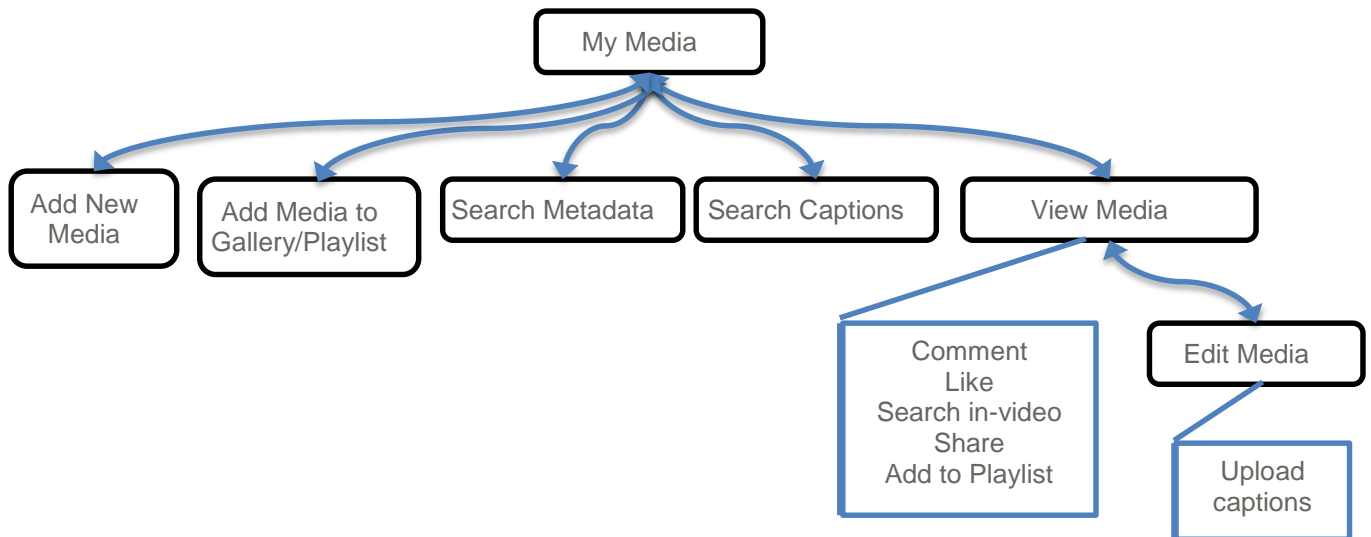 My Media
Add New
Media
Add Media to
Gallery/Playlist
Search Metadata
Search Captions
View Media
Comment
Like
Search in-video
Share
Add to Playlist
Edit Media
Upload
captions